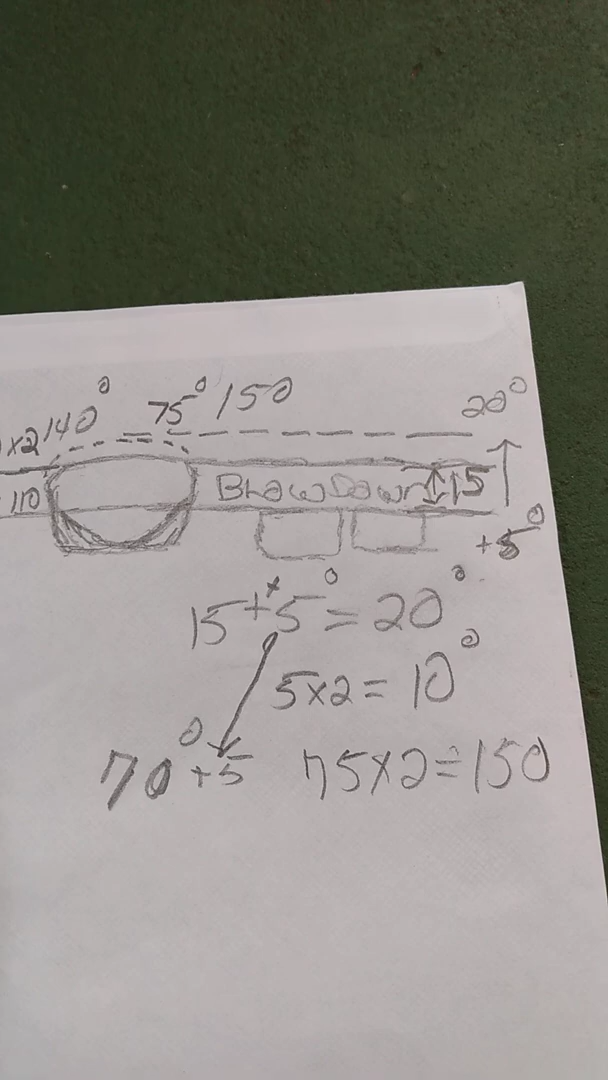 x2 140° 75° 150 20°
110 BLowDown 15
+5°
15+5° = 20°
5x2 = 10°
70°+5 75x2=150